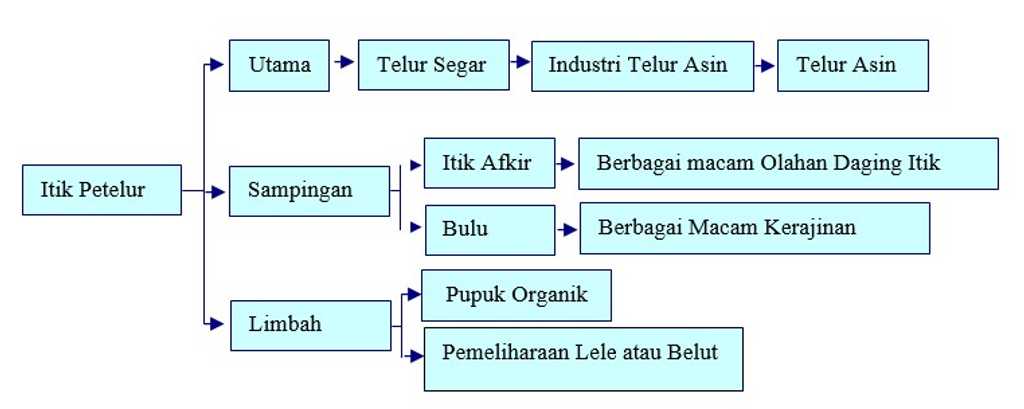 Itik Petelur
Utama
Telur Segar
Industri Telur Asin
Telur Asin
Sampingan
Itik Afkir
Berbagai macam Olahan Daging Itik
Bulu
Berbagai Macam Kerajinan
Limbah
Pupuk Organik
Pemeliharaan Lele atau Belut